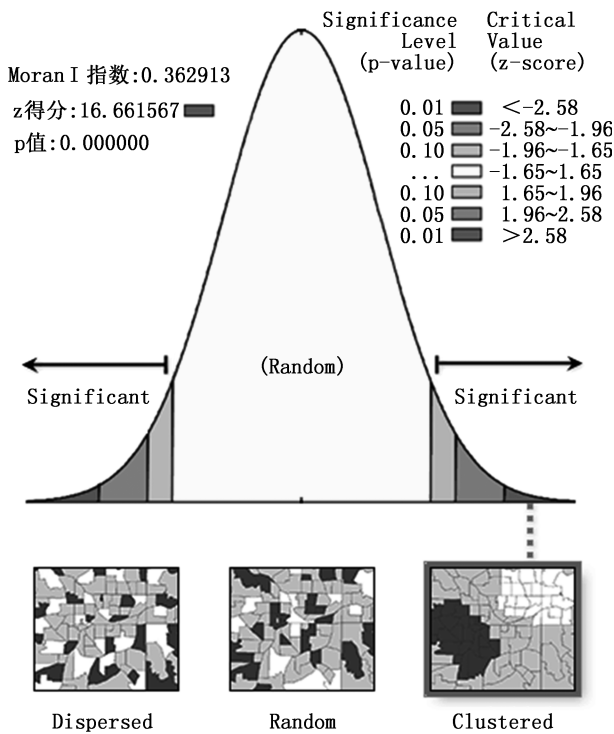 Moran I 指数:0.362913
z得分:16.661567
p值:0.000000
Significance Level (p-value)
Critical Value (z-score)
0.01 <-2.58
0.05 -2.58~-1.96
0.10 -1.96~-1.65
... -1.65~1.65
0.10 1.65~1.96
0.05 1.96~2.58
0.01 >2.58
Significant
(Random)
Significant
Dispersed
Random
Clustered